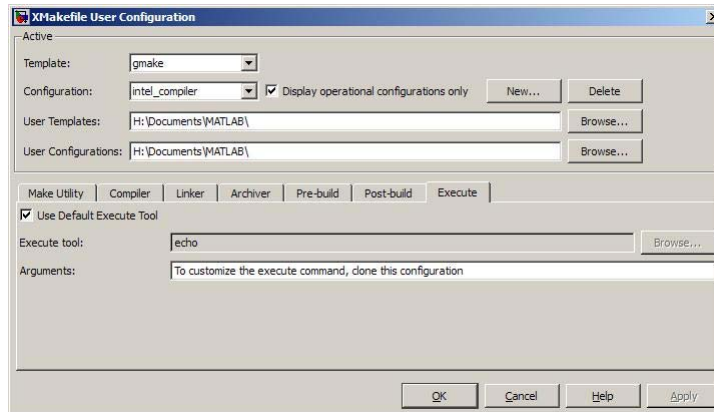 XMakefile User Configuration
Active
Template: gmake
Configuration: intel_compiler Display operational configurations only New... Delete
User Templates: H:\Documents\MATLAB\ Browse...
User Configurations: H:\Documents\MATLAB\ Browse...
Make Utility Compiler Linker Archiver Pre-build Post-build Execute
Use Default Execute Tool
Execute tool: echo Browse...
Arguments: To customize the execute command, clone this configuration
OK Cancel Help Apply